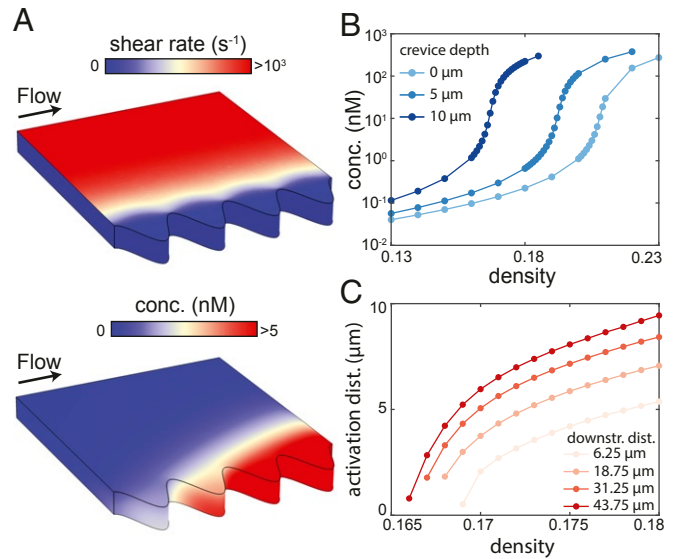 A
shear rate (s⁻¹)
0
>10³
Flow
conc. (nM)
0
>5
Flow
B
crevice depth
0 µm
5 µm
10 µm
conc. (nM)
10³
10²
10¹
10⁰
10⁻¹
10⁻²
0.13
0.18
0.23
density
C
activation dist. (µm)
10
5
0
downstr. dist.
6.25 µm
18.75 µm
31.25 µm
43.75 µm
0.165
0.17
0.175
0.18
density